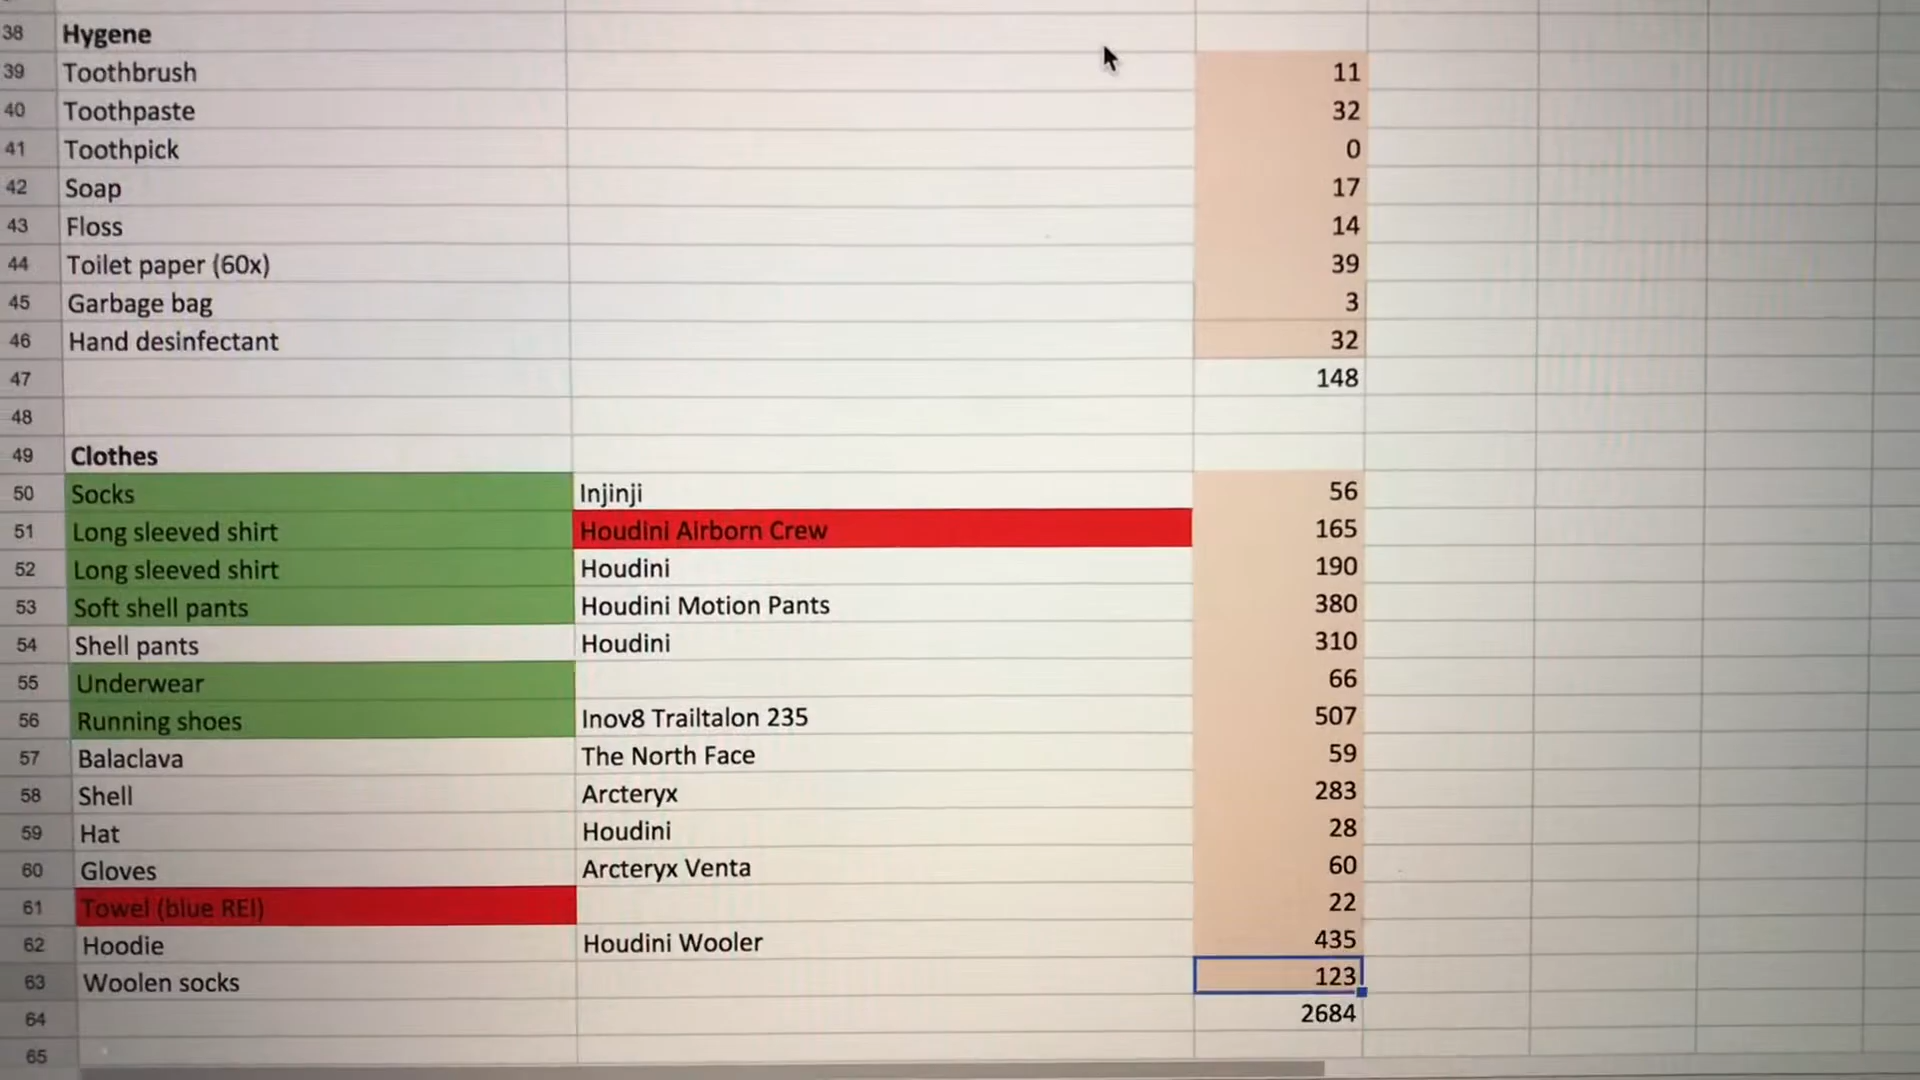 38 Hygene
39 Toothbrush 11
40 Toothpaste 32
41 Toothpick 0
42 Soap 17
43 Floss 14
44 Toilet paper (60x) 39
45 Garbage bag 3
46 Hand desinfectant 32
47 148
48
49 Clothes
50 Socks Injinji 56
51 Long sleeved shirt Houdini Airborn Crew 165
52 Long sleeved shirt Houdini 190
53 Soft shell pants Houdini Motion Pants 380
54 Shell pants Houdini 310
55 Underwear 66
56 Running shoes Inov8 Trailtalon 235 507
57 Balaclava The North Face 59
58 Shell Arcteryx 283
59 Hat Houdini 28
60 Gloves Arcteryx Venta 60
61 Towel (blue REI) 22
62 Hoodie Houdini Wooler 435
63 Woolen socks 123
64 2684
65